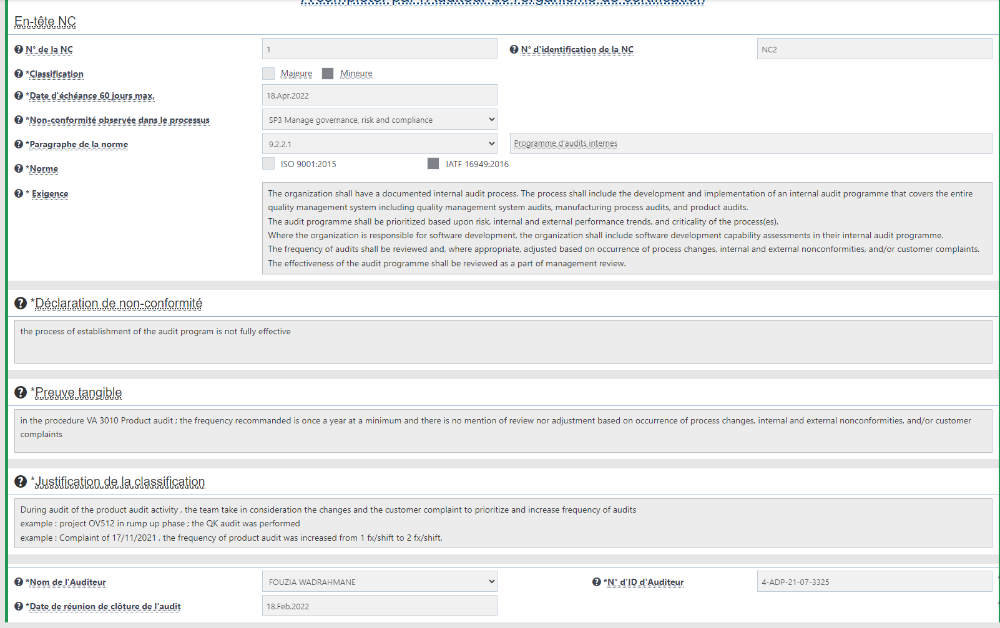 En-tête NC
N° de la NC
1
N° d'identification de la NC
NC2
*Classification
Majeure
Mineure
*Date d'échéance 60 jours max.
18.Apr.2022
*Non-conformité observée dans le processus
SP3 Manage governance, risk and compliance
*Paragraphe de la norme
9.2.2.1
Programme d'audits internes
*Norme
ISO 9001:2015
IATF 16949:2016
* Exigence
The organization shall have a documented internal audit process. The process shall include the development and implementation of an internal audit programme that covers the entire
quality management system including quality management system audits, manufacturing process audits, and product audits.
The audit programme shall be prioritized based upon risk, internal and external performance trends, and criticality of the process(es).
Where the organization is responsible for software development, the organization shall include software development capability assessments in their internal audit programme.
The frequency of audits shall be reviewed and, where appropriate, adjusted based on occurrence of process changes, internal and external nonconformities, and/or customer complaints.
The effectiveness of the audit programme shall be reviewed as a part of management review.
*Déclaration de non-conformité
the process of establishment of the audit program is not fully effective
*Preuve tangible
in the procedure VA 3010 Product audit ; the frequency recommanded is once a year at a minimum and there is no mention of review nor adjustment based on occurrence of process changes, internal and external nonconformities, and/or customer
complaints
*Justification de la classification
During audit of the product audit activity , the team take in consideration the changes and the customer complaint to prioritize and increase frequency of audits
example : project OV512 in rump up phase ; the QK audit was performed
example : Complaint of 17/11/2021 , the frequency of product audit was increased from 1 fx/shift to 2 fx/shift.
*Nom de l'Auditeur
FOUZIA WADRAHMANE
*N° d'ID d'Auditeur
4-ADP-21-07-3325
*Date de réunion de clôture de l'audit
18.Feb.2022